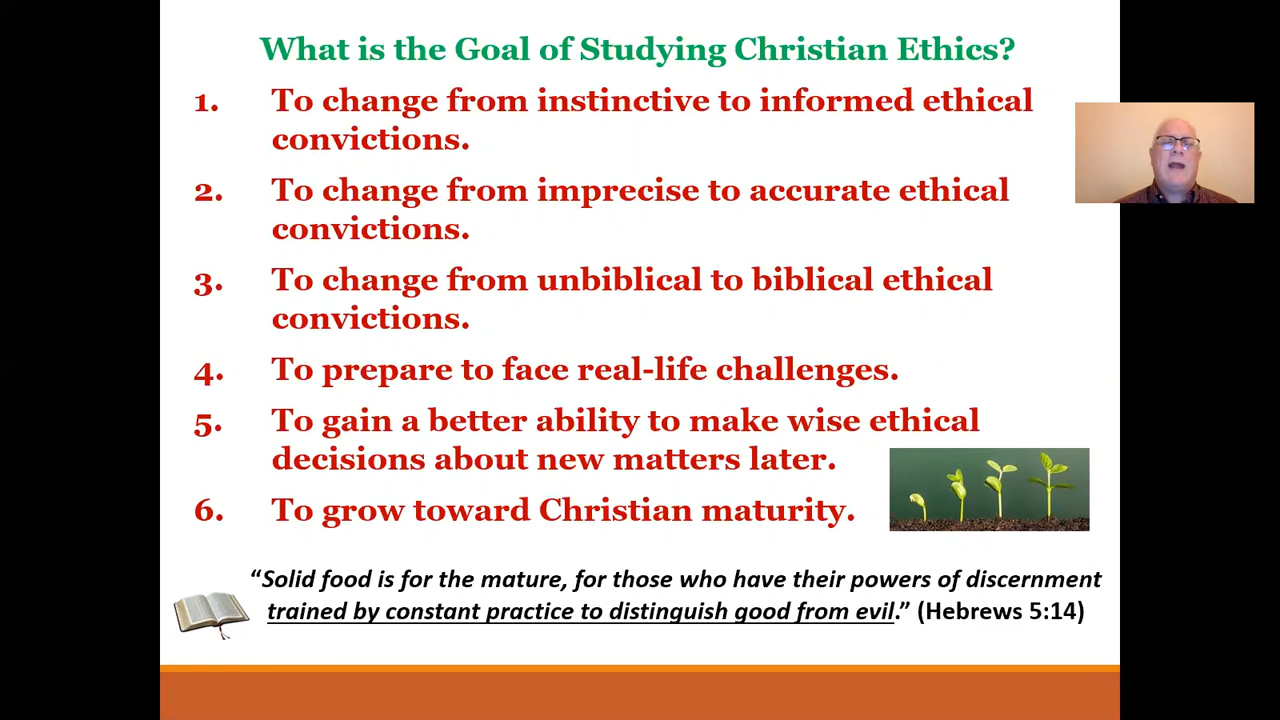 What is the Goal of Studying Christian Ethics?
1. To change from instinctive to informed ethical
convictions.
2. To change from imprecise to accurate ethical
convictions.
3. To change from unbiblical to biblical ethical
convictions.
4. To prepare to face real-life challenges.
5. To gain a better ability to make wise ethical
decisions about new matters later.
6. To grow toward Christian maturity.
“Solid food is for the mature, for those who have their powers of discernment
trained by constant practice to distinguish good from evil.” (Hebrews 5:14)